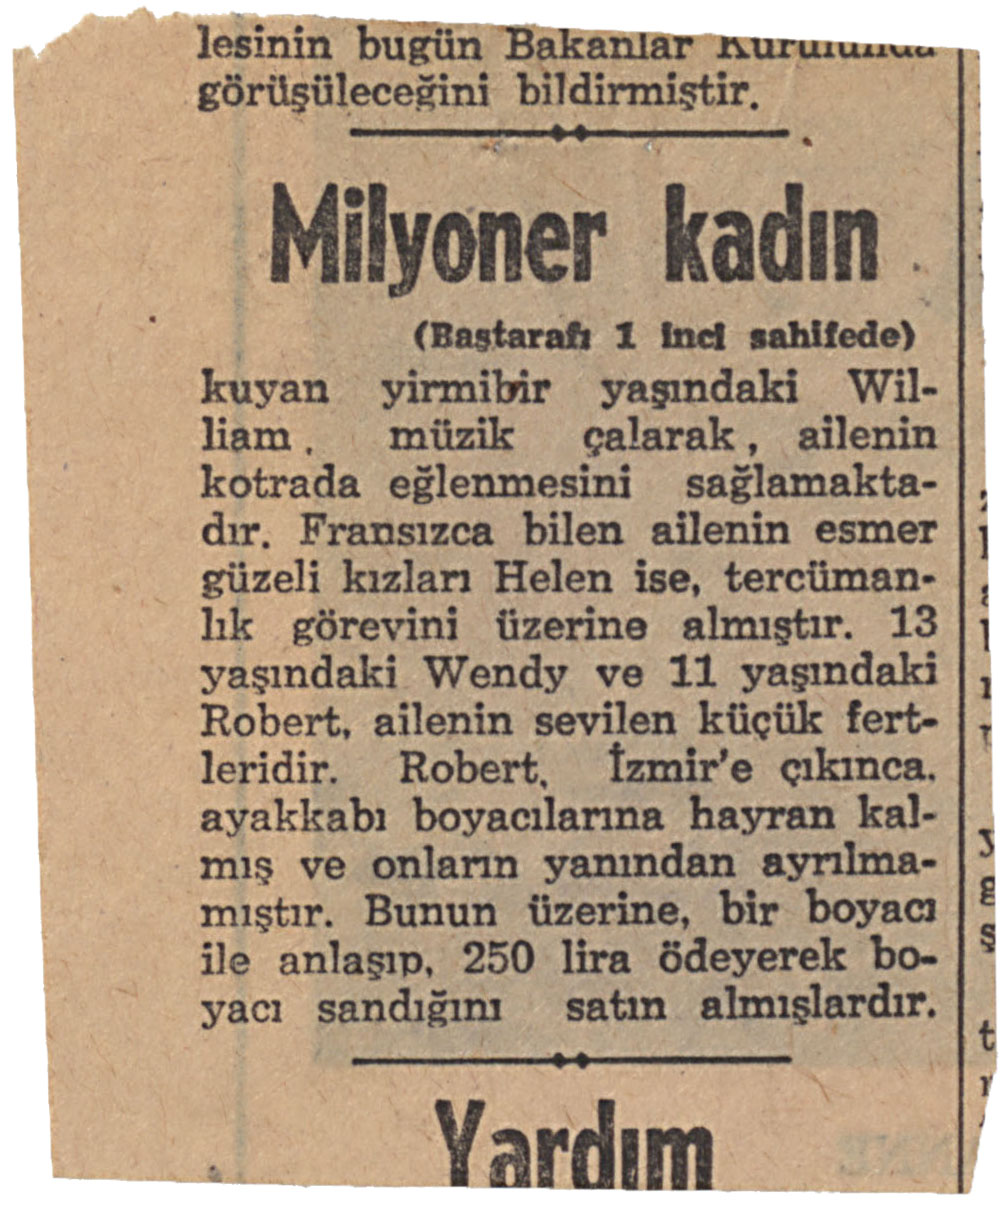 lesinin bugün Bakanlar Kurulunda
görüşüleceğini bildirmiştir.
Milyoner kadın
(Baştarafı 1 inci sahifede)
kuyan yirmibir yaşındaki Wil-
liam, müzik çalarak, ailenin
kotrada eğlenmesini sağlamakta-
dır. Fransızca bilen ailenin esmer
güzeli kızları Helen ise, tercüman-
lık görevini üzerine almıştır. 13
yaşındaki Wendy ve 11 yaşındaki
Robert, ailenin sevilen küçük fert-
leridir. Robert, İzmir'e çıkınca.
ayakkabı boyacılarına hayran kal-
mış ve onların yanından ayrılma-
mıştır. Bunun üzerine, bir boyacı
ile anlaşıp, 250 lira ödeyerek bo-
yacı sandığını satın almışlardır.
Yardım